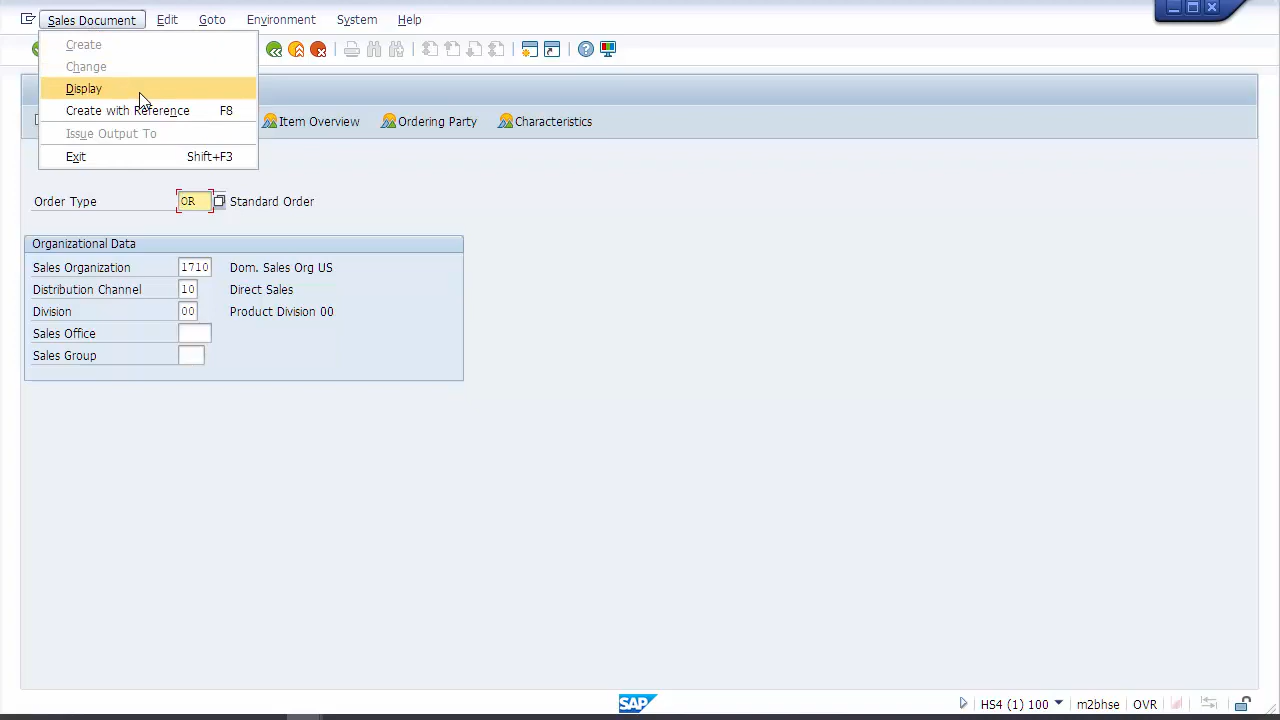 Sales Document Edit Goto Environment System Help
Create
Change
Display
Create with Reference F8
Issue Output To
Exit Shift+F3
Item Overview Ordering Party Characteristics
Order Type OR Standard Order
Organizational Data
Sales Organization 1710 Dom. Sales Org US
Distribution Channel 10 Direct Sales
Division 00 Product Division 00
Sales Office
Sales Group
SAP HS4 (1) 100 m2bhse OVR